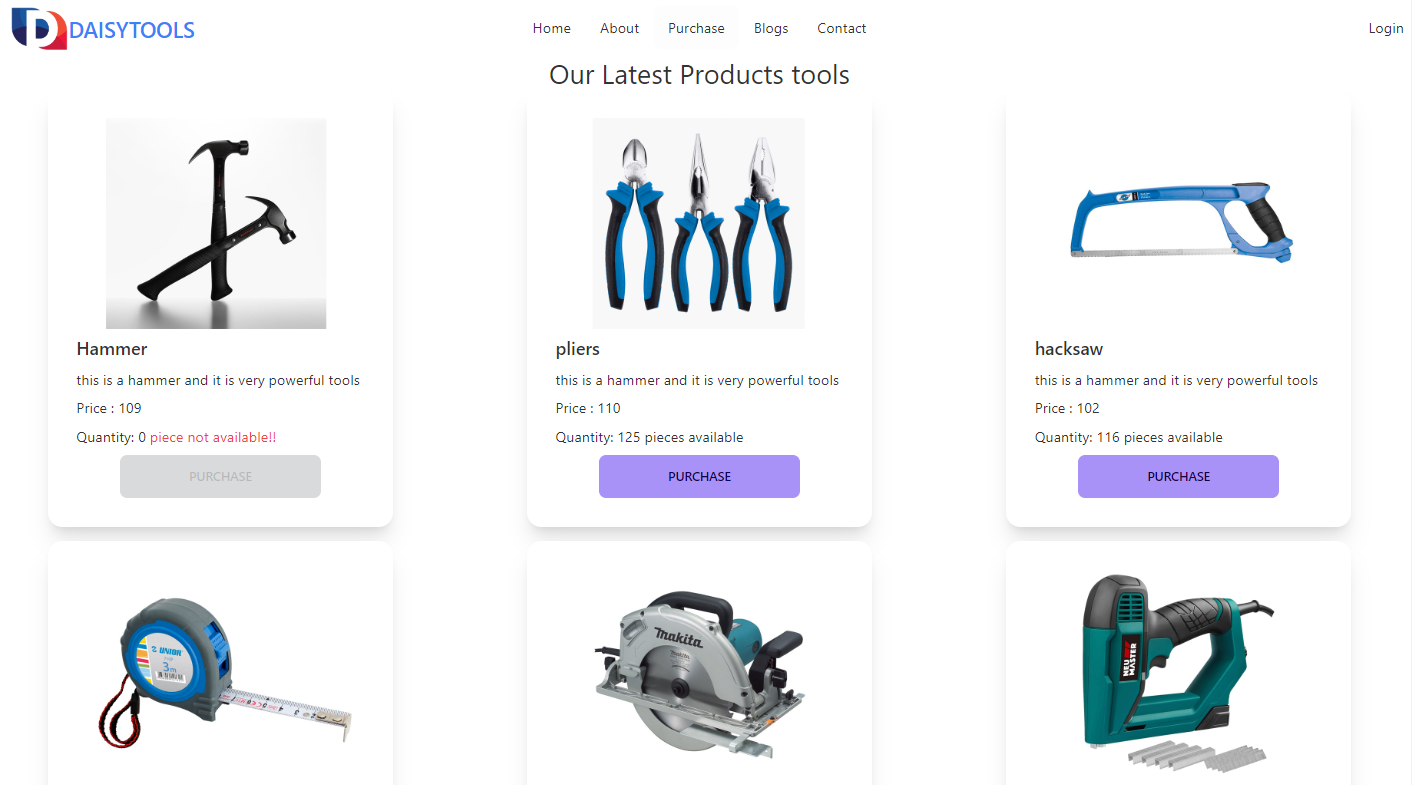 DAISYTOOLS
Home About Purchase Blogs Contact Login
Our Latest Products tools
Hammer
this is a hammer and it is very powerful tools
Price : 109
Quantity: 0 piece not available!!
PURCHASE
pliers
this is a hammer and it is very powerful tools
Price : 110
Quantity: 125 pieces available
PURCHASE
hacksaw
this is a hammer and it is very powerful tools
Price : 102
Quantity: 116 pieces available
PURCHASE
UNIOR
3m
makita
MASTER